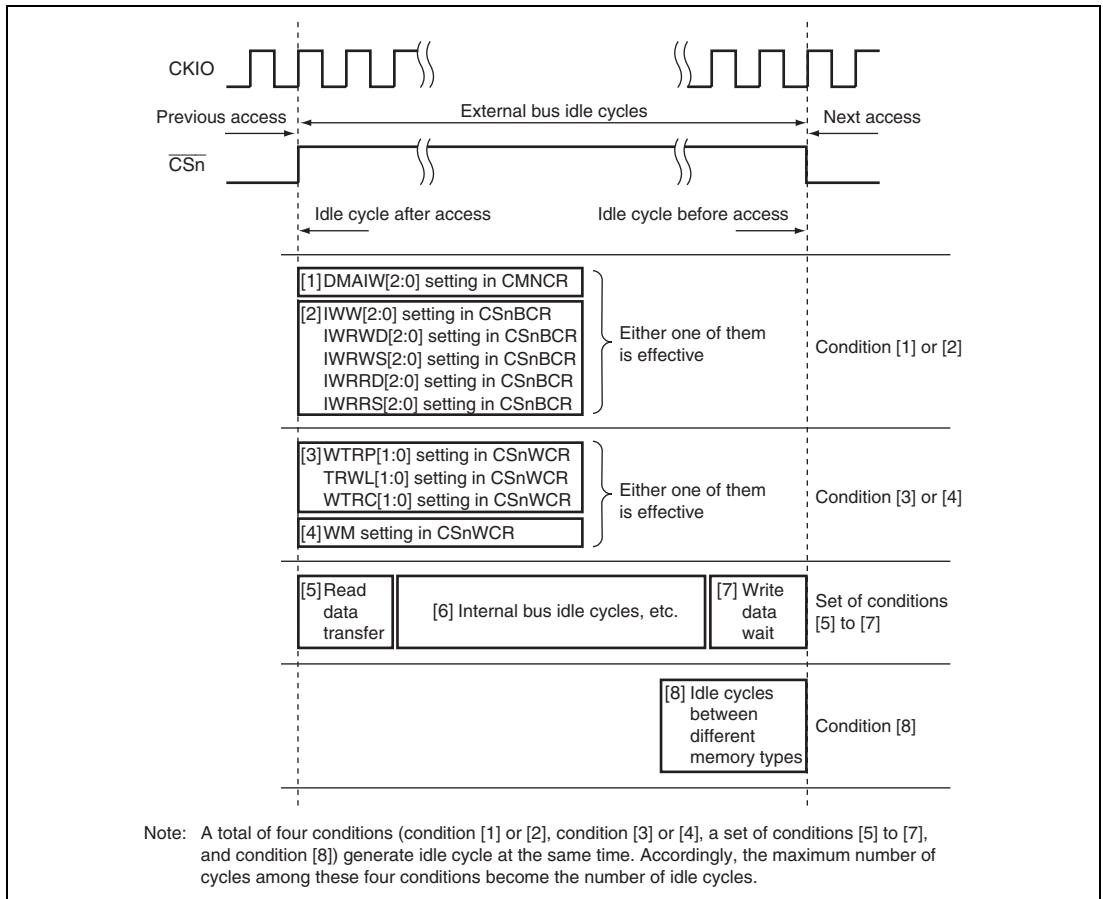 CKIO
Previous access
External bus idle cycles
Next access
CSn
Idle cycle after access
Idle cycle before access
[1]DMAIW[2:0] setting in CMNCR
[2]IWW[2:0] setting in CSnBCR
IWRWD[2:0] setting in CSnBCR
IWRWS[2:0] setting in CSnBCR
IWRRD[2:0] setting in CSnBCR
IWRRS[2:0] setting in CSnBCR
Either one of them
is effective
Condition [1] or [2]
[3]WTRP[1:0] setting in CSnWCR
TRWL[1:0] setting in CSnWCR
WTRC[1:0] setting in CSnWCR
[4]WM setting in CSnWCR
Either one of them
is effective
Condition [3] or [4]
[5]Read
data
transfer
[6] Internal bus idle cycles, etc.
[7] Write
data
wait
Set of conditions
[5] to [7]
[8] Idle cycles
between
different
memory types
Condition [8]
Note: A total of four conditions (condition [1] or [2], condition [3] or [4], a set of conditions [5] to [7],
and condition [8]) generate idle cycle at the same time. Accordingly, the maximum number of
cycles among these four conditions become the number of idle cycles.